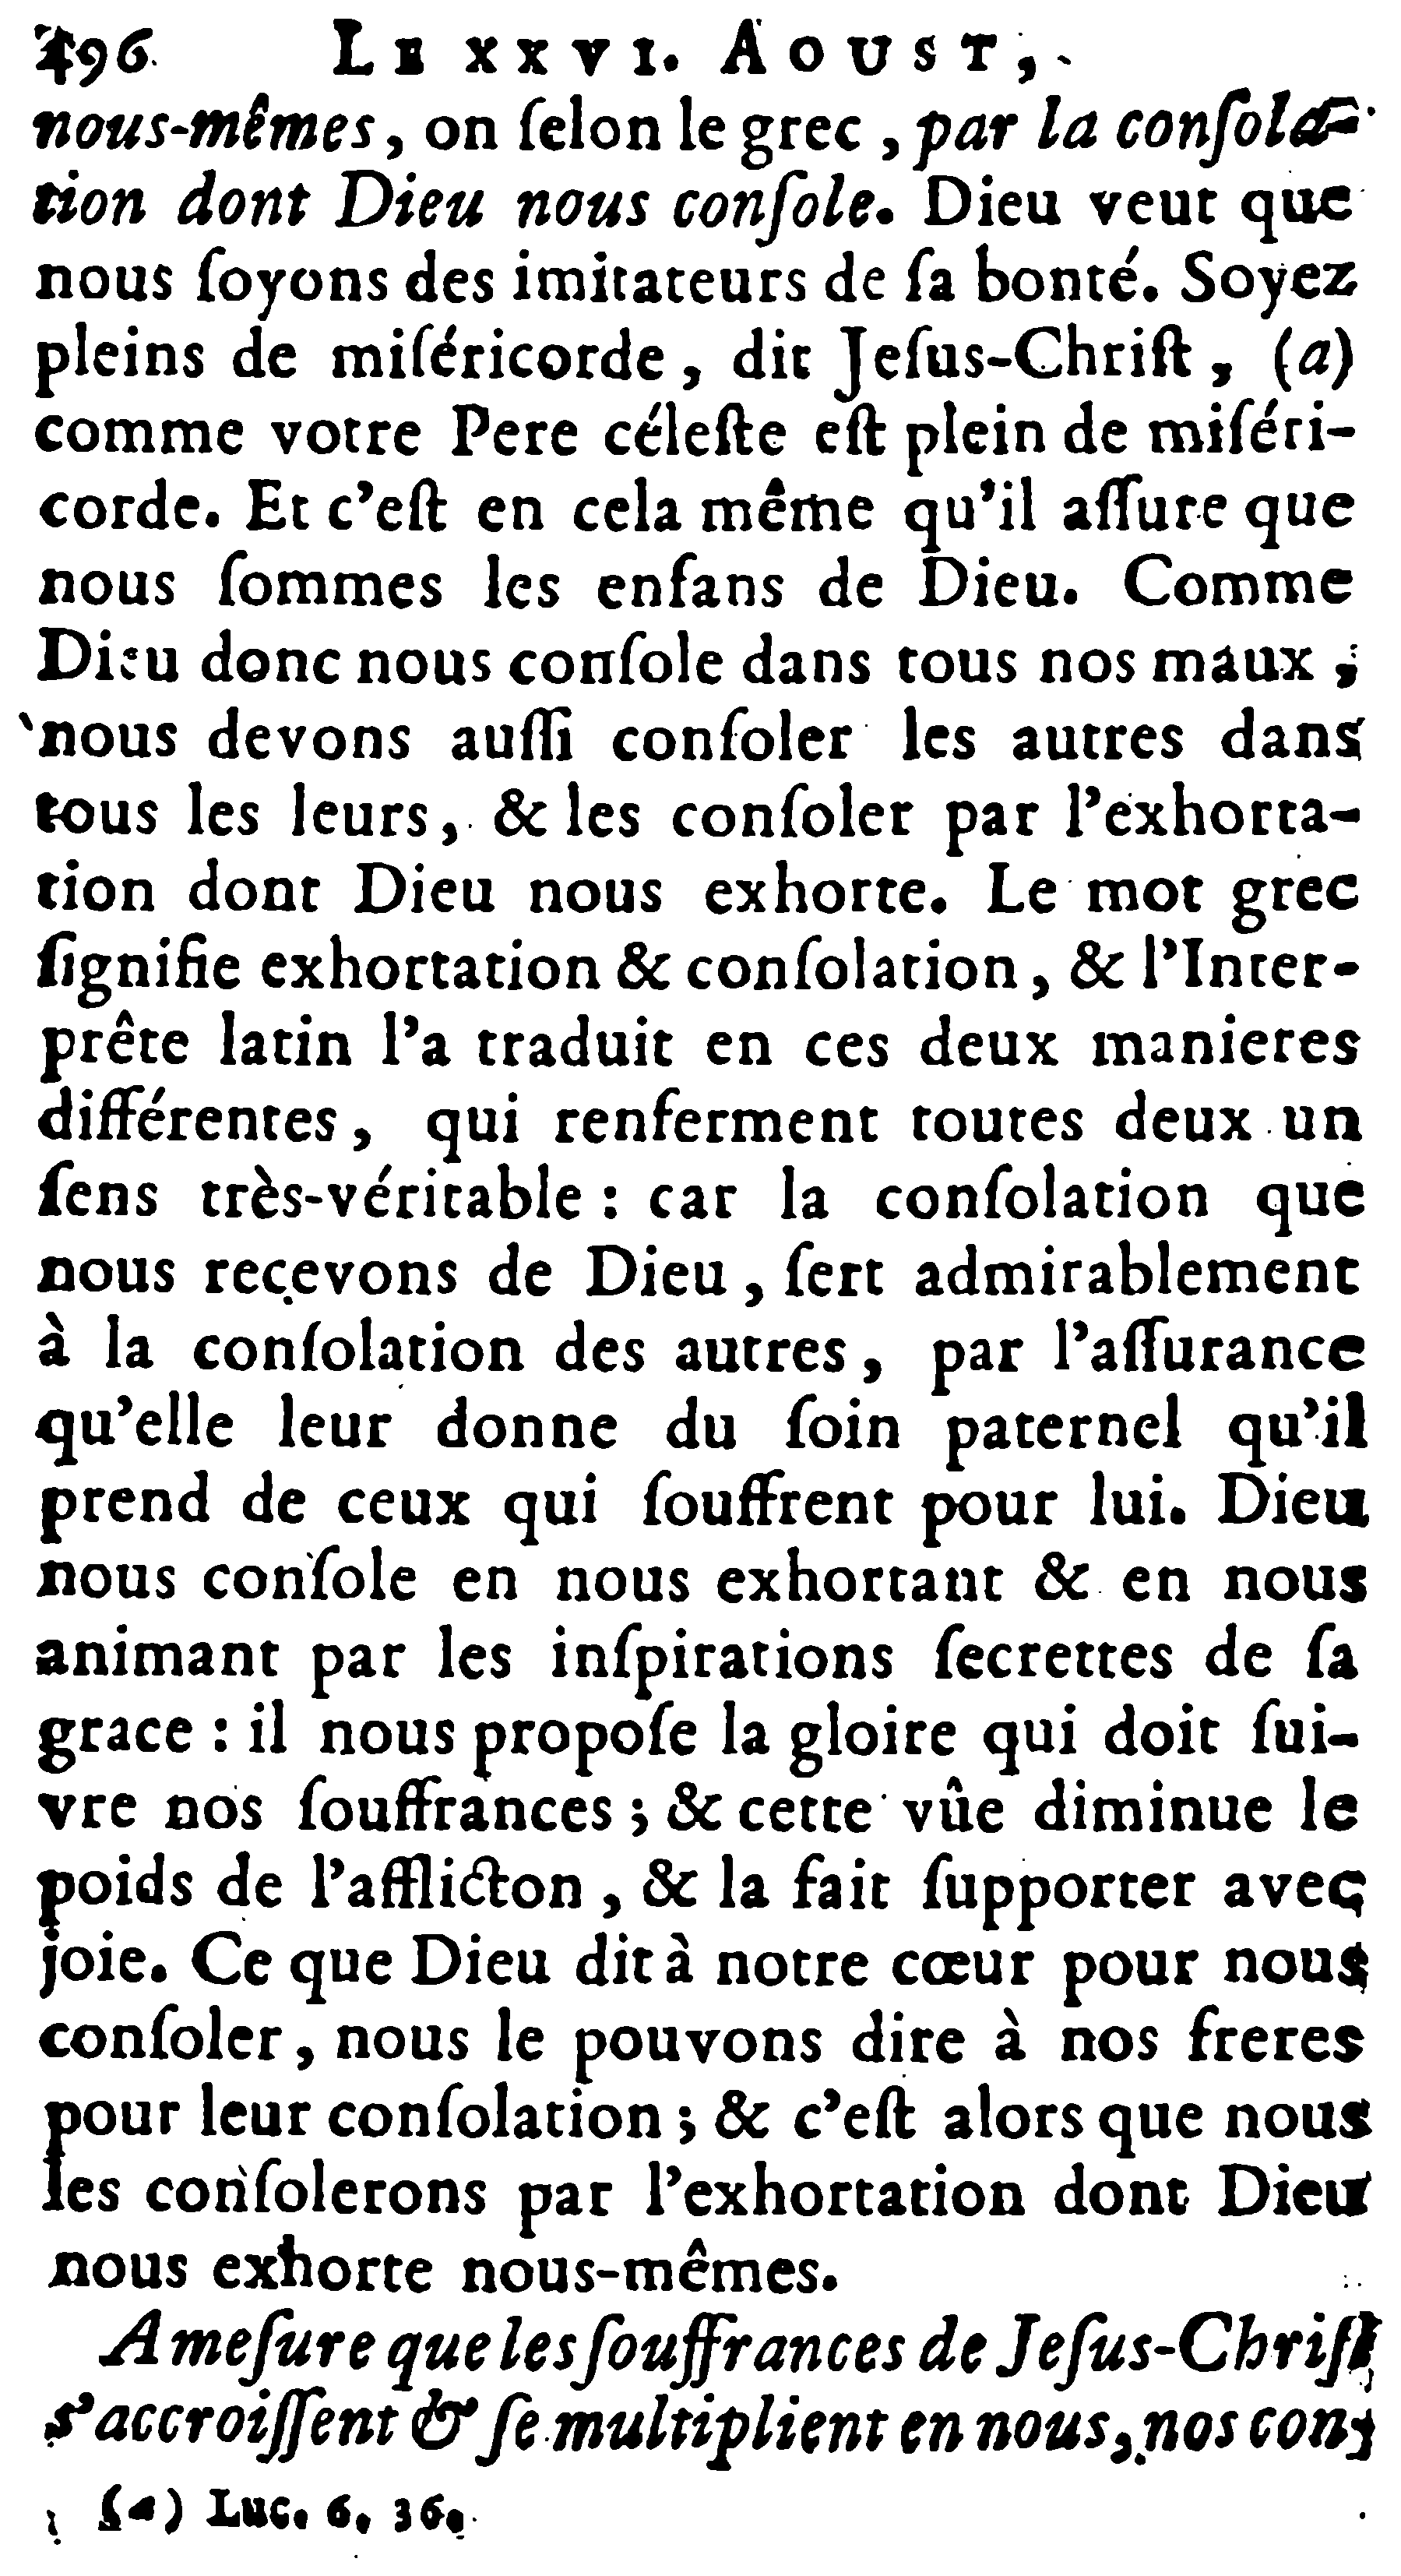 496 LE XXVI. AOUST,
nous-mêmes, on ſelon le grec, par la conſola-
tion dont Dieu nous conſole. Dieu veut que
nous ſoyons des imitateurs de ſa bonté. Soyez
pleins de miſéricorde, dit Jeſus-Chriſt, (a)
comme votre Pere céleſte eſt plein de miſéri-
corde. Et c'eſt en cela même qu'il aſſure que
nous ſommes les enfans de Dieu. Comme
Dieu donc nous conſole dans tous nos maux,
nous devons auſſi conſoler les autres dans
tous les leurs, & les conſoler par l'exhorta-
tion dont Dieu nous exhorte. Le mot grec
ſignifie exhortation & conſolation, & l'Inter-
prête latin l'a traduit en ces deux manieres
différentes, qui renferment toutes deux un
ſens très-véritable : car la conſolation que
nous recevons de Dieu, ſert admirablement
à la conſolation des autres, par l'aſſurance
qu'elle leur donne du ſoin paternel qu'il
prend de ceux qui ſouffrent pour lui. Dieu
nous conſole en nous exhortant & en nous
animant par les inſpirations ſecrettes de ſa
grace : il nous propoſe la gloire qui doit ſui-
vre nos ſouffrances ; & cette vûe diminue le
poids de l'afflicton, & la fait ſupporter avec
joie. Ce que Dieu dit à notre cœur pour nous
conſoler, nous le pouvons dire à nos freres
pour leur conſolation ; & c'eſt alors que nous
les conſolerons par l'exhortation dont Dieu
nous exhorte nous-mêmes.
A meſure que les ſouffrances de Jeſus-Chriſt
s'accroiſſent & ſe multiplient en nous, nos con-
(a) Luc. 6. 36.